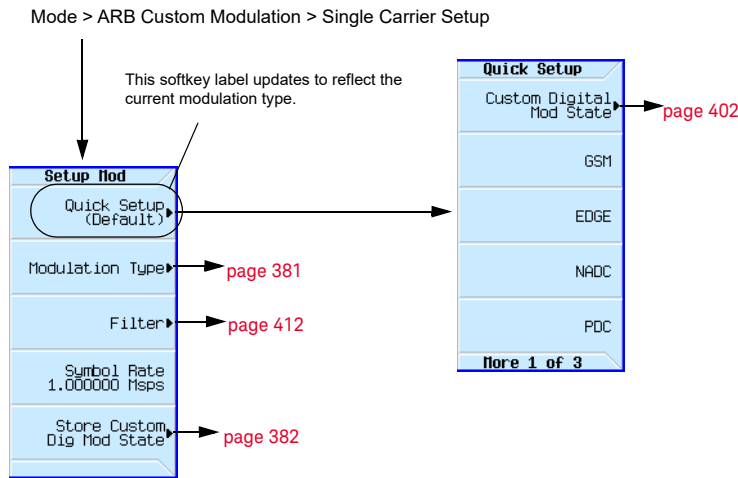 Mode > ARB Custom Modulation > Single Carrier Setup
This softkey label updates to reflect the
current modulation type.
Setup Mod
Quick Setup
(Default)
Modulation Type
page 381
Filter
page 412
Symbol Rate
1.000000 Msps
Store Custom
Dig Mod State
page 382
Quick Setup
Custom Digital
Mod State
page 402
GSM
EDGE
NADC
PDC
More 1 of 3